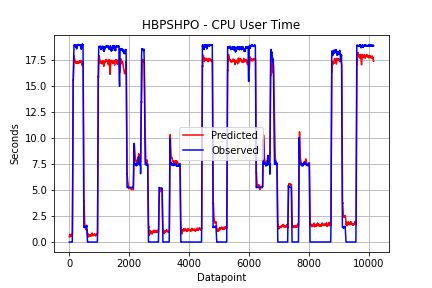 HBPSHPO - CPU User Time
Seconds
17.5
15.0
12.5
10.0
7.5
5.0
2.5
0.0
Predicted
Observed
0 2000 4000 6000 8000 10000
Datapoint